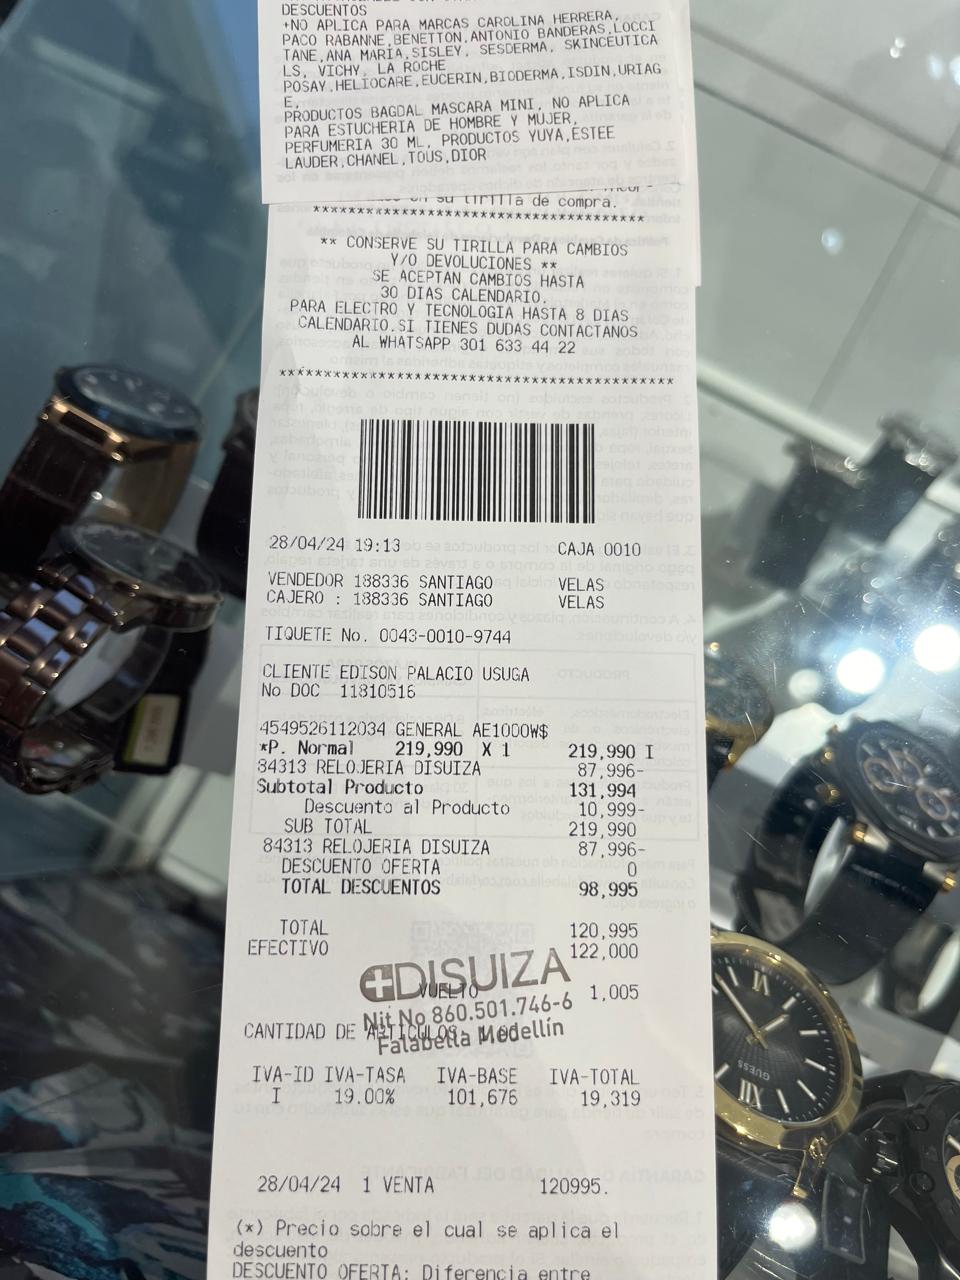 DESCUENTOS
+NO APLICA PARA MARCAS CAROLINA HERRERA,
PACO RABANNE,BENETTON,ANTONIO BANDERAS,LOCCI
TANE,ANA MARIA,SISLEY, SESDERMA, SKINCEUTICA
LS, VICHY, LA ROCHE
POSAY,HELIOCARE,EUCERIN,BIODERMA,ISDIN,URIAG
E,
PRODUCTOS BAGDAL MASCARA MINI, NO APLICA
PARA ESTUCHERIA DE HOMBRE Y MUJER,
PERFUMERIA 30 ML, PRODUCTOS YUYA,ESTEE
LAUDER,CHANEL,TOUS,DIOR
en su tirilla de compra.
****************************************
** CONSERVE SU TIRILLA PARA CAMBIOS
Y/O DEVOLUCIONES **
SE ACEPTAN CAMBIOS HASTA
30 DIAS CALENDARIO.
PARA ELECTRO Y TECNOLOGIA HASTA 8 DIAS
CALENDARIO.SI TIENES DUDAS CONTACTANOS
AL WHATSAPP 301 633 44 22
************************************************
28/04/24 19:13 CAJA 0010
VENDEDOR 188336 SANTIAGO VELAS
CAJERO : 188336 SANTIAGO VELAS
TIQUETE No. 0043-0010-9744
CLIENTE EDISON PALACIO USUGA
No DOC 11810516
4549526112034 GENERAL AE1000W$
*P. Normal 219,990 X 1 219,990 I
84313 RELOJERIA DISUIZA 87,996-
Subtotal Producto 131,994
Descuento al Producto 10,999-
SUB TOTAL 219,990
84313 RELOJERIA DISUIZA 87,996-
DESCUENTO OFERTA 0
TOTAL DESCUENTOS 98,995
TOTAL 120,995
EFECTIVO 122,000
DISUIZA
VUELTO 1,005
Nit No 860.501.746-6
CANTIDAD DE ARTICULOS:
Falabella Medellín
IVA-ID IVA-TASA IVA-BASE IVA-TOTAL
I 19.00% 101,676 19,319
28/04/24 1 VENTA 120995.
(*) Precio sobre el cual se aplica el
descuento
DESCUENTO OFERTA: Diferencia entre
GUESS